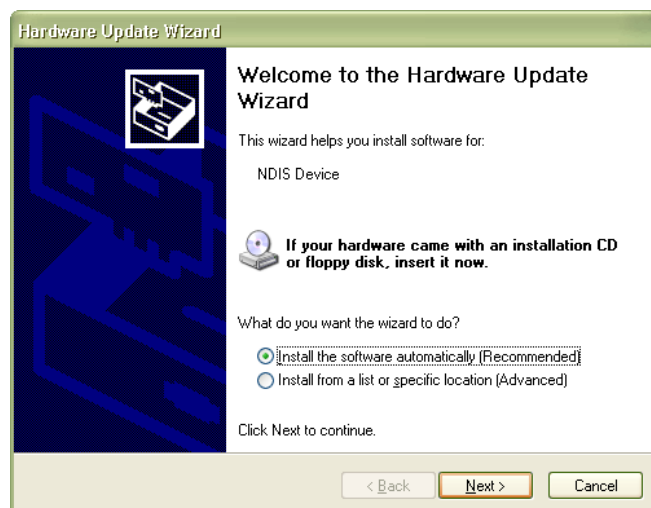 Hardware Update Wizard
Welcome to the Hardware Update
Wizard
This wizard helps you install software for:
NDIS Device
If your hardware came with an installation CD
or floppy disk, insert it now.
What do you want the wizard to do?
Install the software automatically (Recommended)
Install from a list or specific location (Advanced)
Click Next to continue.
< Back Next > Cancel